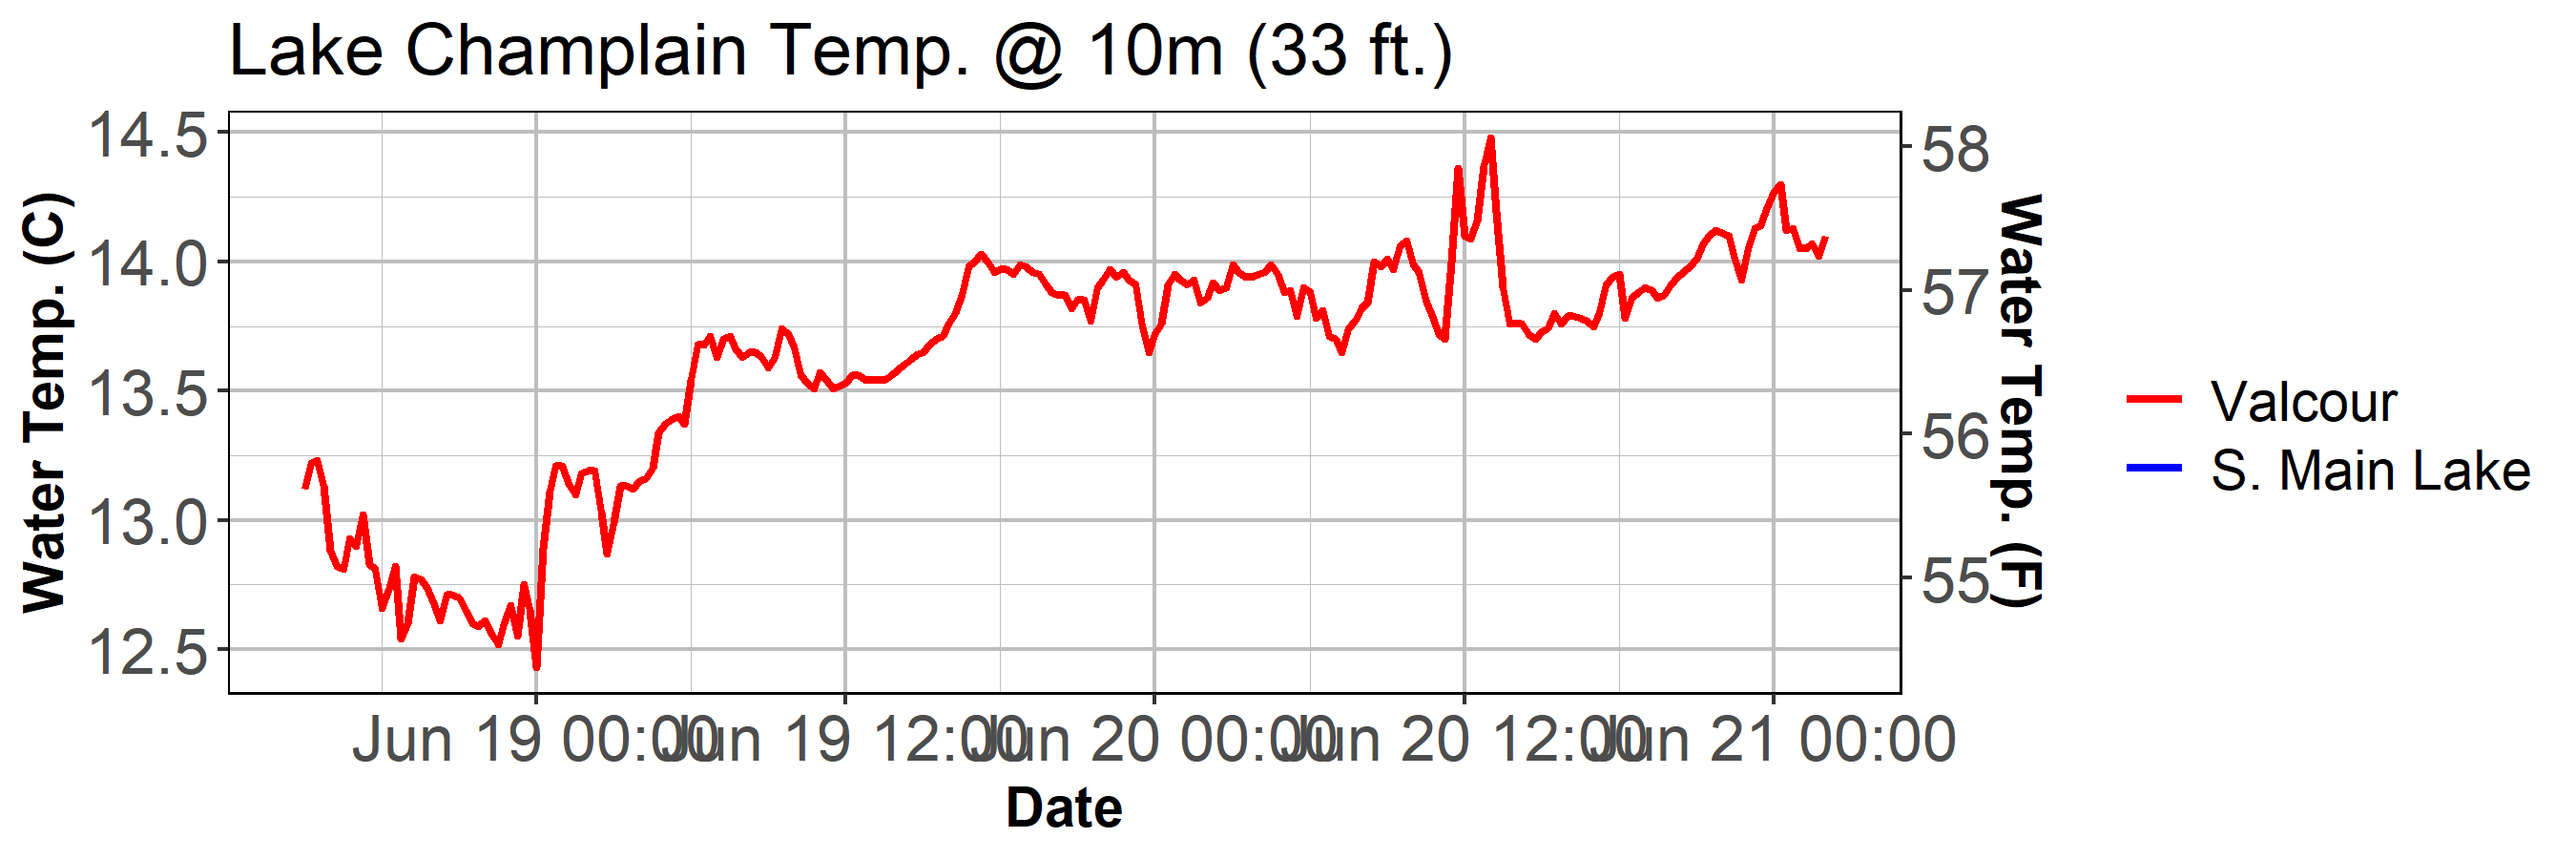 Lake Champlain Temp. @ 10m (33 ft.)
Water Temp. (C)
14.5
14.0
13.5
13.0
12.5
58
57
56
55
Water Temp. (F)
Valcour
S. Main Lake
Jun 19 00:00
Jun 19 12:00
Jun 20 00:00
Jun 20 12:00
Jun 21 00:00
Date